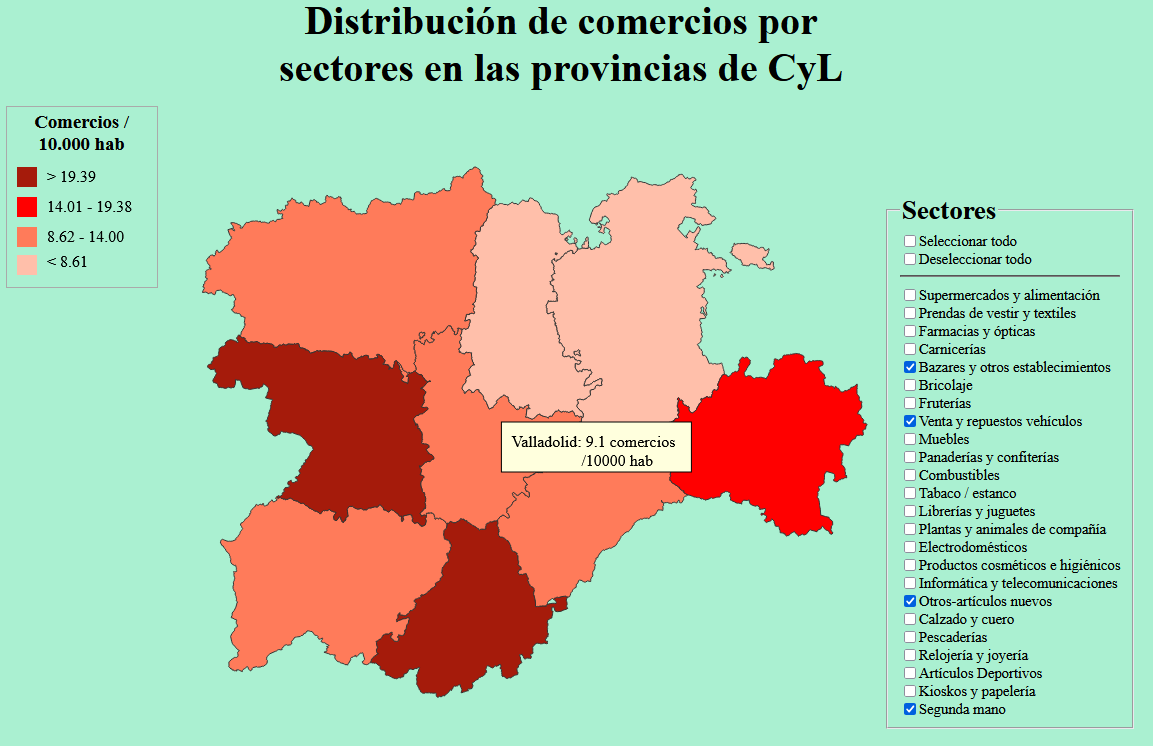 Distribución de comercios por
sectores en las provincias de CyL
Comercios /
10.000 hab
> 19.39
14.01 - 19.38
8.62 - 14.00
< 8.61
Valladolid: 9.1 comercios
/10000 hab
Sectores
Seleccionar todo
Deseleccionar todo
Supermercados y alimentación
Prendas de vestir y textiles
Farmacias y ópticas
Carnicerías
Bazares y otros establecimientos
Bricolaje
Fruterías
Venta y repuestos vehículos
Muebles
Panaderías y confiterías
Combustibles
Tabaco / estanco
Librerías y juguetes
Plantas y animales de compañía
Electrodomésticos
Productos cosméticos e higiénicos
Informática y telecomunicaciones
Otros-artículos nuevos
Calzado y cuero
Pescaderías
Relojería y joyería
Artículos Deportivos
Kioskos y papelería
Segunda mano